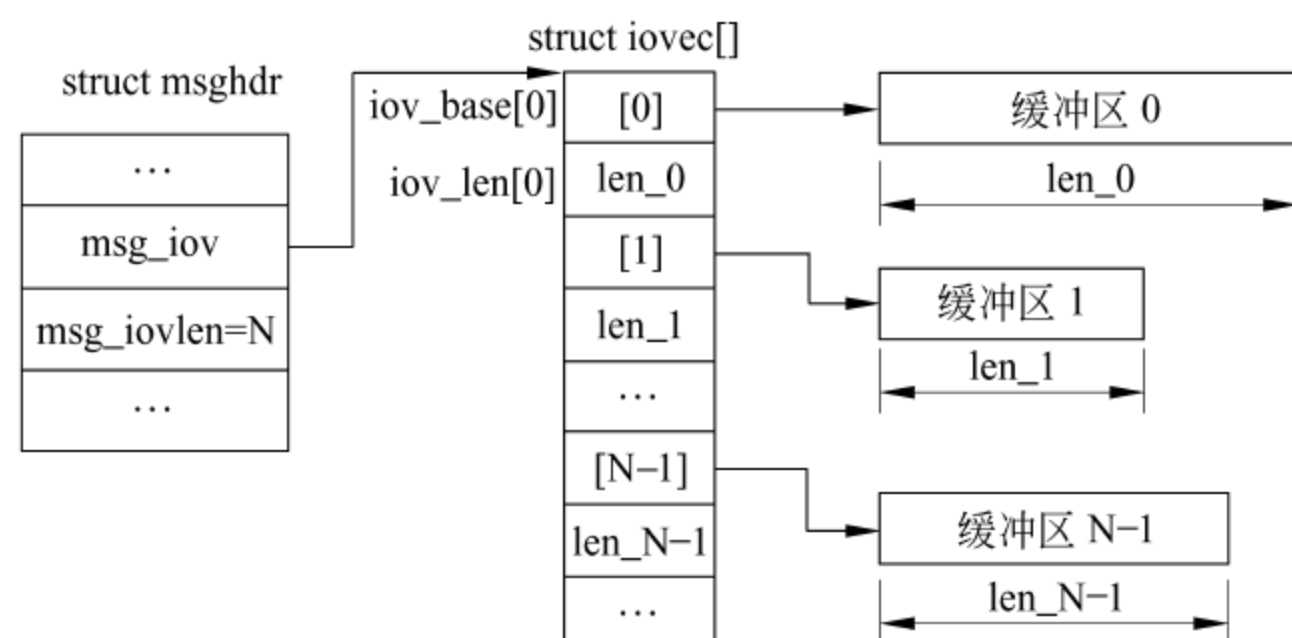 struct msghdr
…
msg_iov
msg_iovlen=N
…
struct iovec[]
iov_base[0]
[0]
iov_len[0]
len_0
[1]
len_1
…
[N−1]
len_N−1
…
缓冲区 0
len_0
缓冲区 1
len_1
缓冲区 N−1
len_N−1